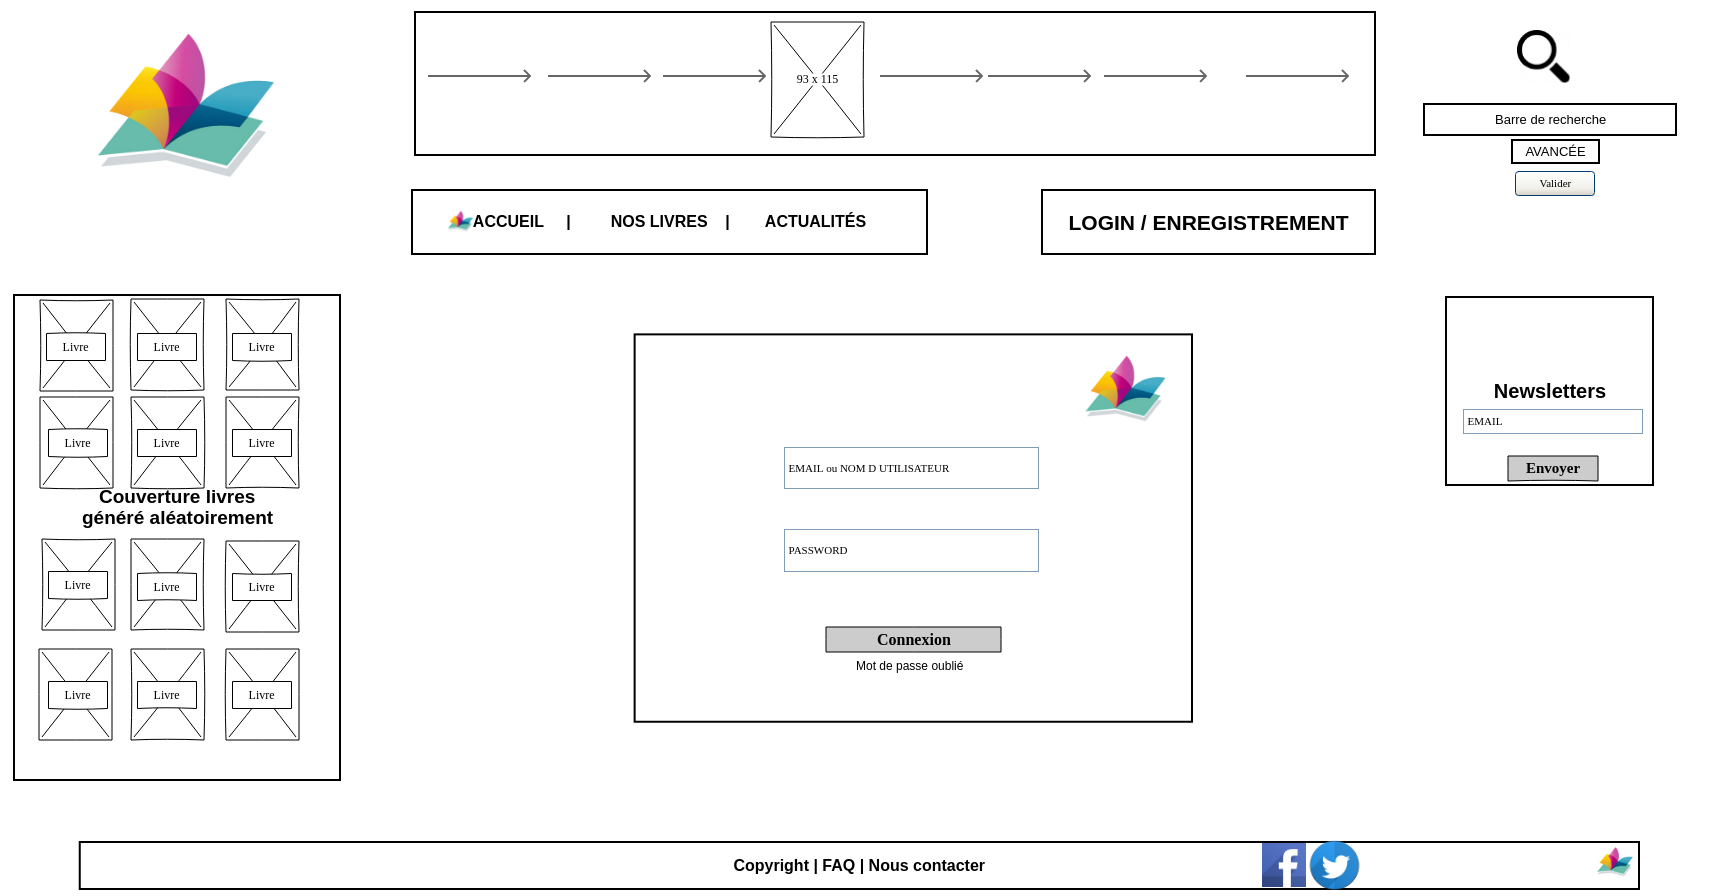 93 x 115
Barre de recherche
AVANCÉE
Valider
ACCUEIL | NOS LIVRES | ACTUALITÉS
LOGIN / ENREGISTREMENT
Livre Livre Livre
Livre Livre Livre
Couverture livres
généré aléatoirement
Livre Livre Livre
Livre Livre Livre
EMAIL ou NOM D UTILISATEUR
PASSWORD
Connexion
Mot de passe oublié
Newsletters
EMAIL
Envoyer
Copyright | FAQ | Nous contacter